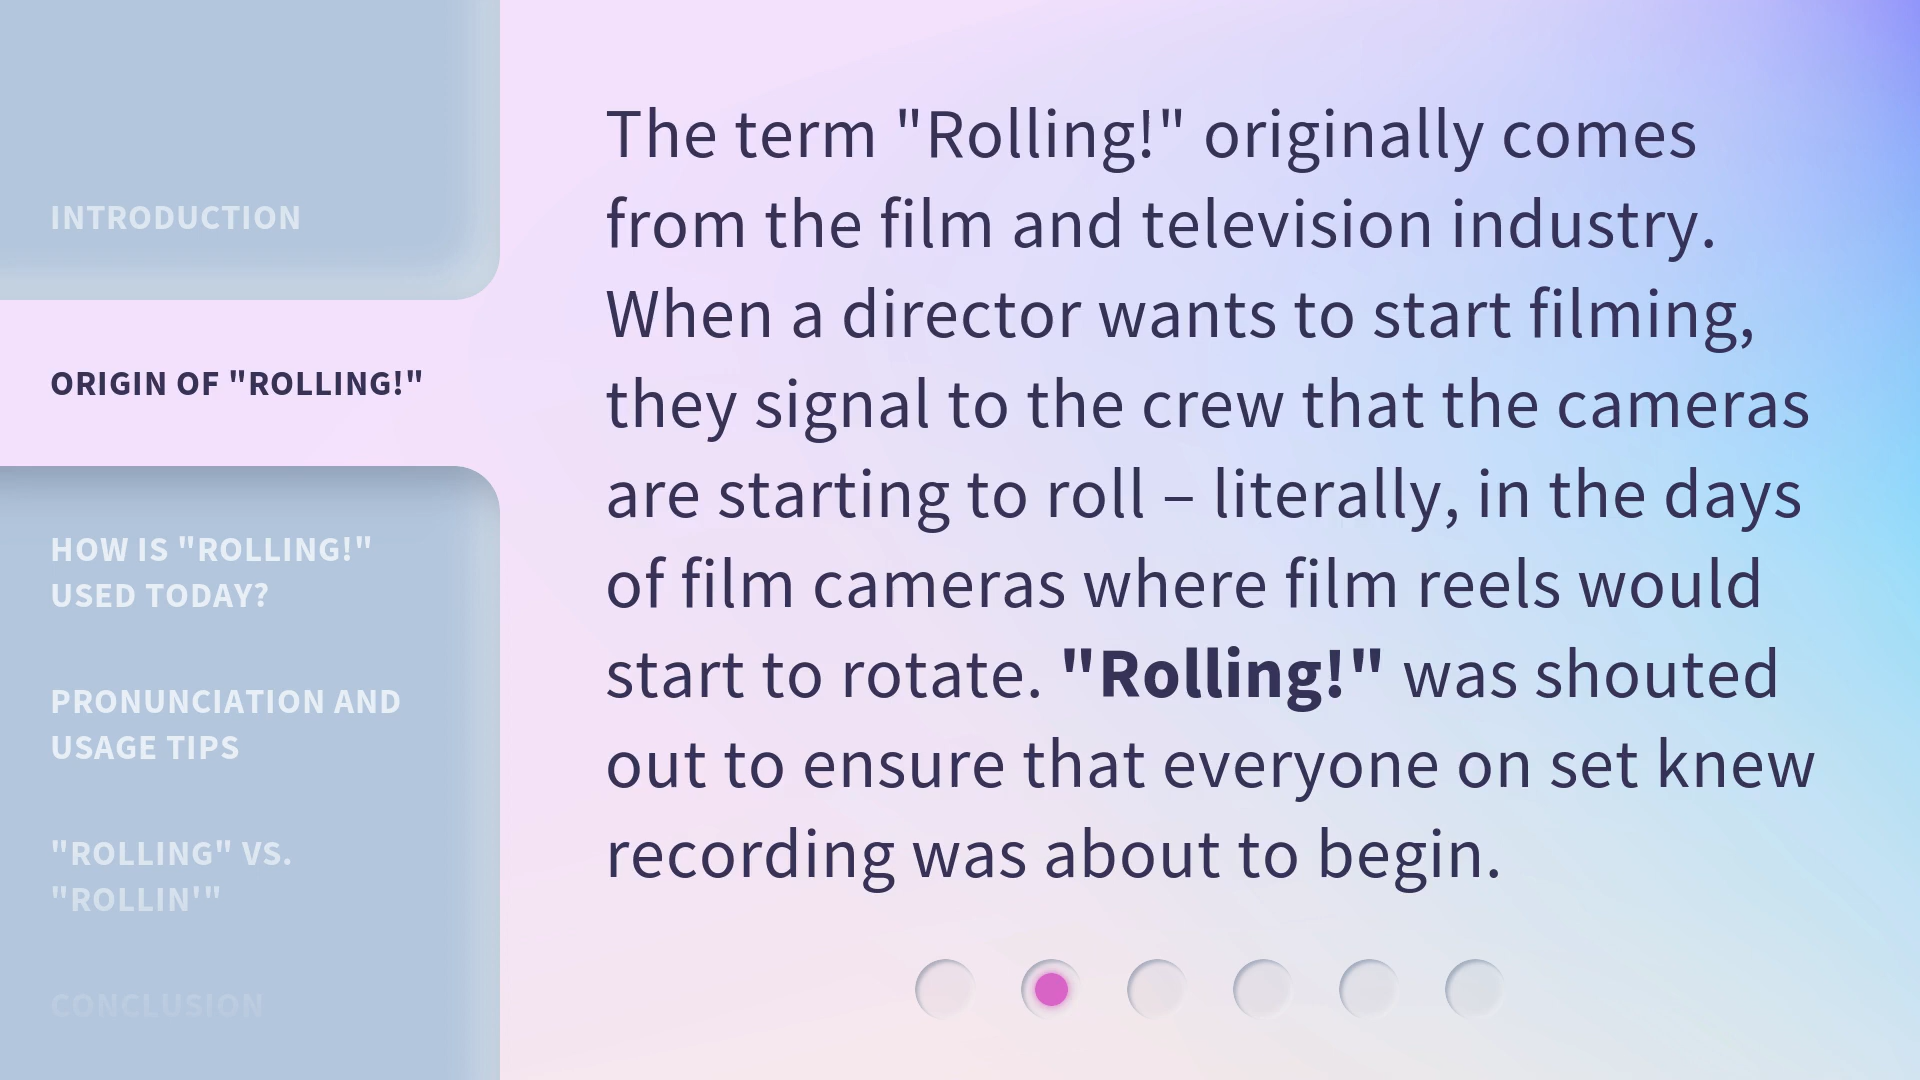 INTRODUCTION
ORIGIN OF "ROLLING!"
HOW IS "ROLLING!"
USED TODAY?
PRONUNCIATION AND
USAGE TIPS
"ROLLING" VS.
"ROLLIN'"
CONCLUSION
The term "Rolling!" originally comes
from the film and television industry.
When a director wants to start filming,
they signal to the crew that the cameras
are starting to roll – literally, in the days
of film cameras where film reels would
start to rotate. "Rolling!" was shouted
out to ensure that everyone on set knew
recording was about to begin.